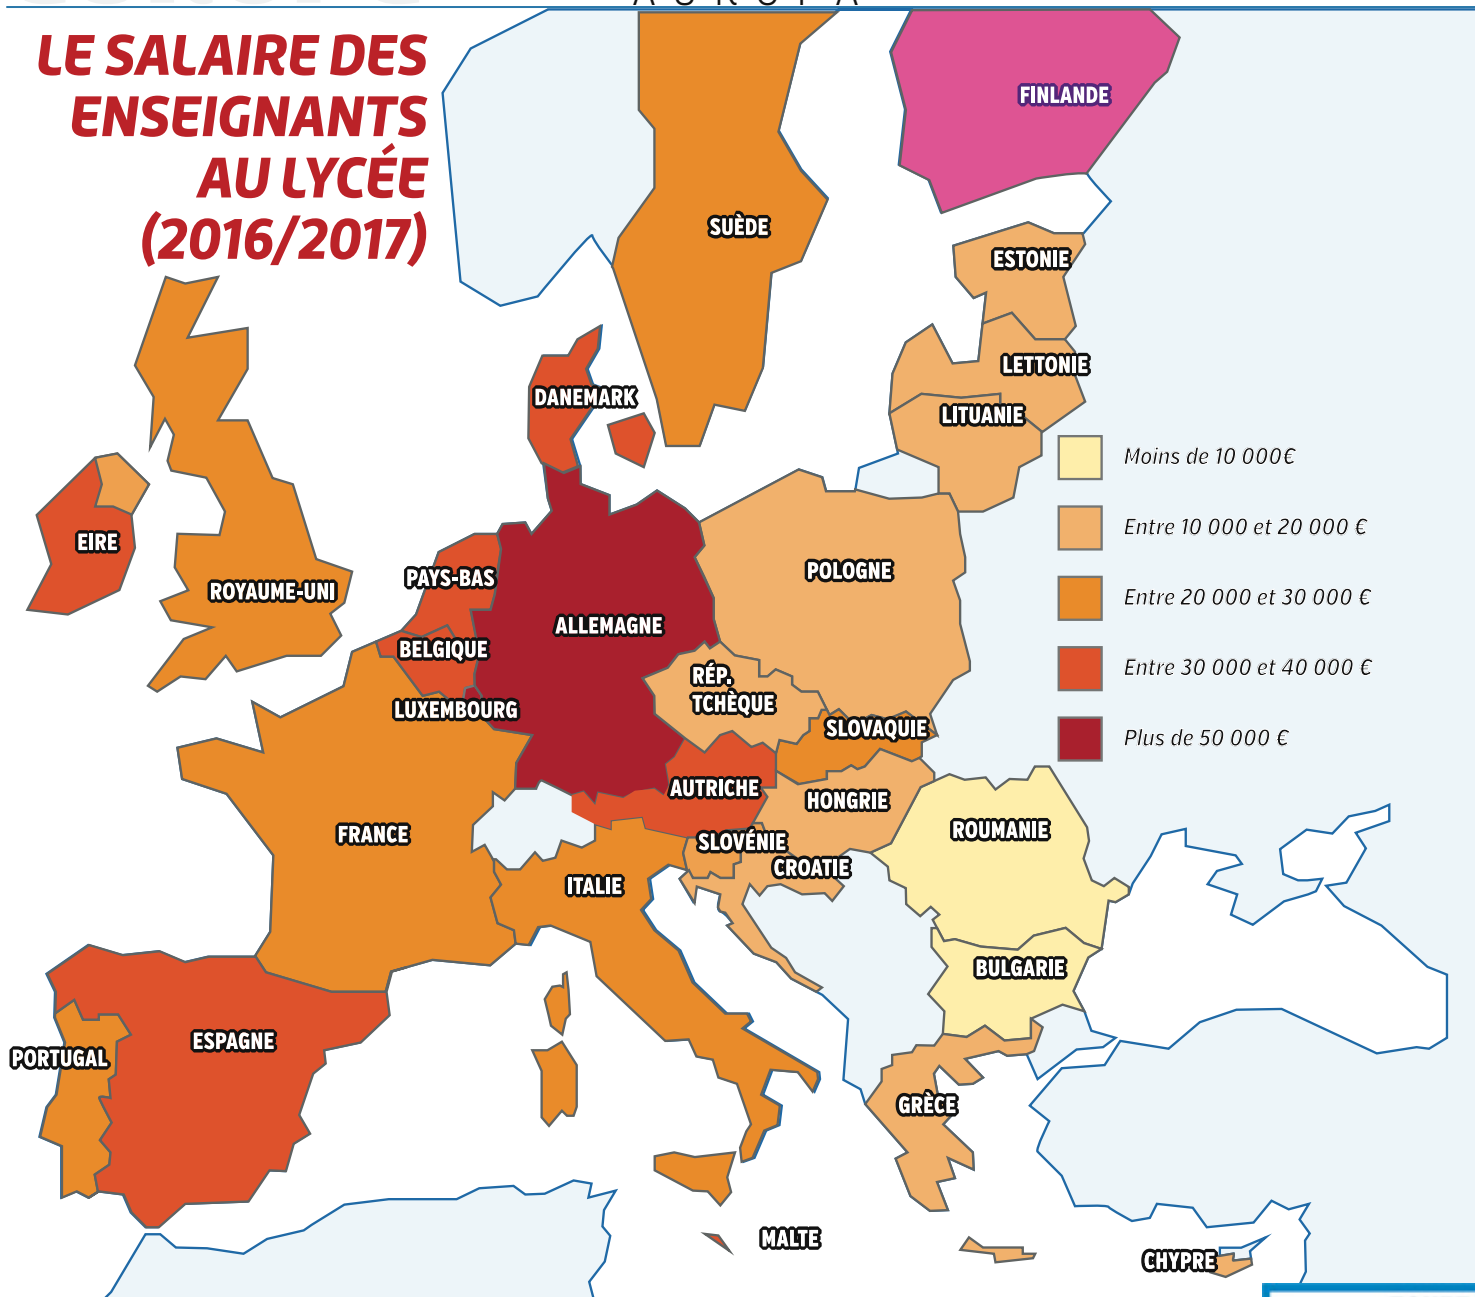 LE SALAIRE DES
ENSEIGNANTS
AU LYCÉE
(2016/2017)
FINLANDE
SUÈDE
ESTONIE
LETTONIE
DANEMARK
LITUANIE
Moins de 10 000€
Entre 10 000 et 20 000 €
EIRE
POLOGNE
PAYS-BAS
ROYAUME-UNI
Entre 20 000 et 30 000 €
ALLEMAGNE
BELGIQUE
Entre 30 000 et 40 000 €
RÉP.
TCHÈQUE
LUXEMBOURG
SLOVAQUIE
Plus de 50 000 €
AUTRICHE
HONGRIE
FRANCE
ROUMANIE
SLOVÉNIE
CROATIE
ITALIE
BULGARIE
ESPAGNE
PORTUGAL
GRÈCE
MALTE
CHYPRE